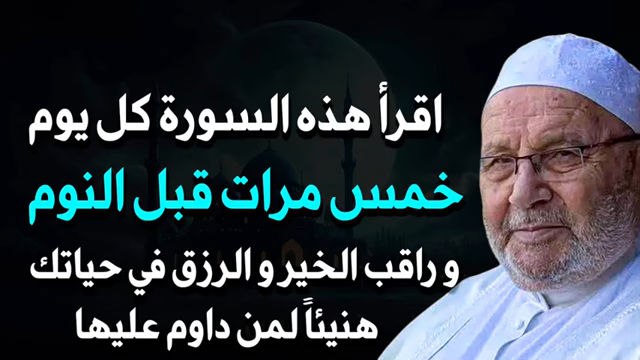 اقرأ هذه السورة كل يوم
خمس مرات قبل النوم
و راقب الخير و الرزق في حياتك
هنيئاً لمن داوم عليها